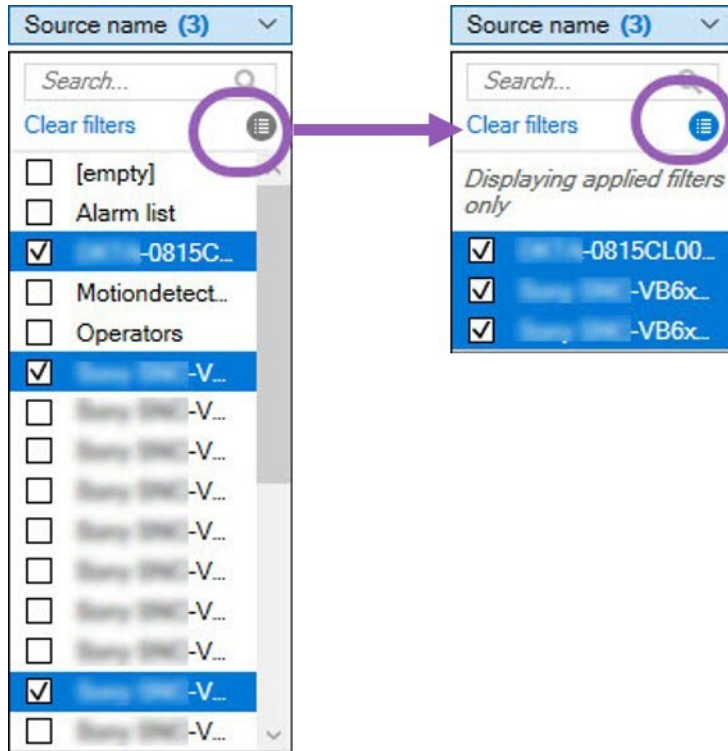 Source name (3)
Search...
Clear filters
[empty]
Alarm list
-0815C...
Motiondetect...
Operators
-V...
-V...
-V...
-V...
-V...
-V...
-V...
-V...
-V...
-V...
Source name (3)
Search...
Clear filters
Displaying applied filters
only
-0815CL00...
-VB6x...
-VB6x...